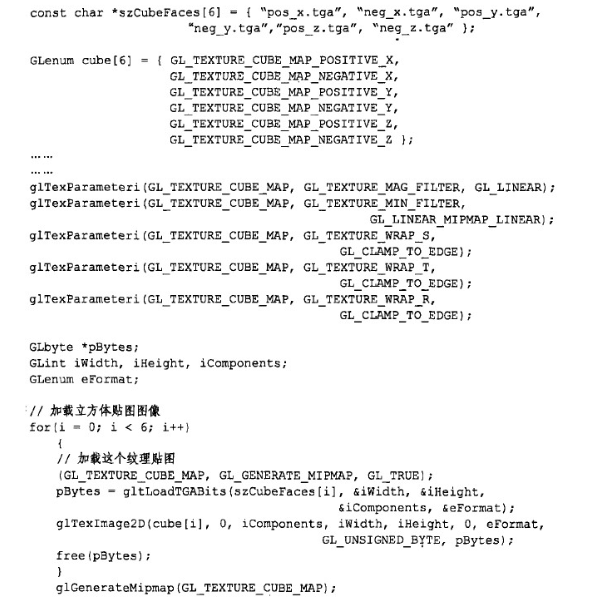 const char *szCubeFaces[6] = { "pos_x.tga", "neg_x.tga", "pos_y.tga",
"neg_y.tga","pos_z.tga", "neg_z.tga" };
GLenum cube[6] = { GL_TEXTURE_CUBE_MAP_POSITIVE_X,
GL_TEXTURE_CUBE_MAP_NEGATIVE_X,
GL_TEXTURE_CUBE_MAP_POSITIVE_Y,
GL_TEXTURE_CUBE_MAP_NEGATIVE_Y,
GL_TEXTURE_CUBE_MAP_POSITIVE_Z,
GL_TEXTURE_CUBE_MAP_NEGATIVE_Z };
……
……
glTexParameteri(GL_TEXTURE_CUBE_MAP, GL_TEXTURE_MAG_FILTER, GL_LINEAR);
glTexParameteri(GL_TEXTURE_CUBE_MAP, GL_TEXTURE_MIN_FILTER,
GL_LINEAR_MIPMAP_LINEAR);
glTexParameteri(GL_TEXTURE_CUBE_MAP, GL_TEXTURE_WRAP_S,
GL_CLAMP_TO_EDGE);
glTexParameteri(GL_TEXTURE_CUBE_MAP, GL_TEXTURE_WRAP_T,
GL_CLAMP_TO_EDGE);
glTexParameteri(GL_TEXTURE_CUBE_MAP, GL_TEXTURE_WRAP_R,
GL_CLAMP_TO_EDGE);
GLbyte *pBytes;
GLint iWidth, iHeight, iComponents;
GLenum eFormat;
// 加载立方体贴图图像
for(i = 0; i < 6; i++)
{
// 加载这个纹理贴图
(GL_TEXTURE_CUBE_MAP, GL_GENERATE_MIPMAP, GL_TRUE);
pBytes = gltLoadTGABits(szCubeFaces[i], &iWidth, &iHeight,
&iComponents, &eFormat);
glTexImage2D(cube[i], 0, iComponents, iWidth, iHeight, 0, eFormat,
GL_UNSIGNED_BYTE, pBytes);
free(pBytes);
}
glGenerateMipmap(GL_TEXTURE_CUBE_MAP);